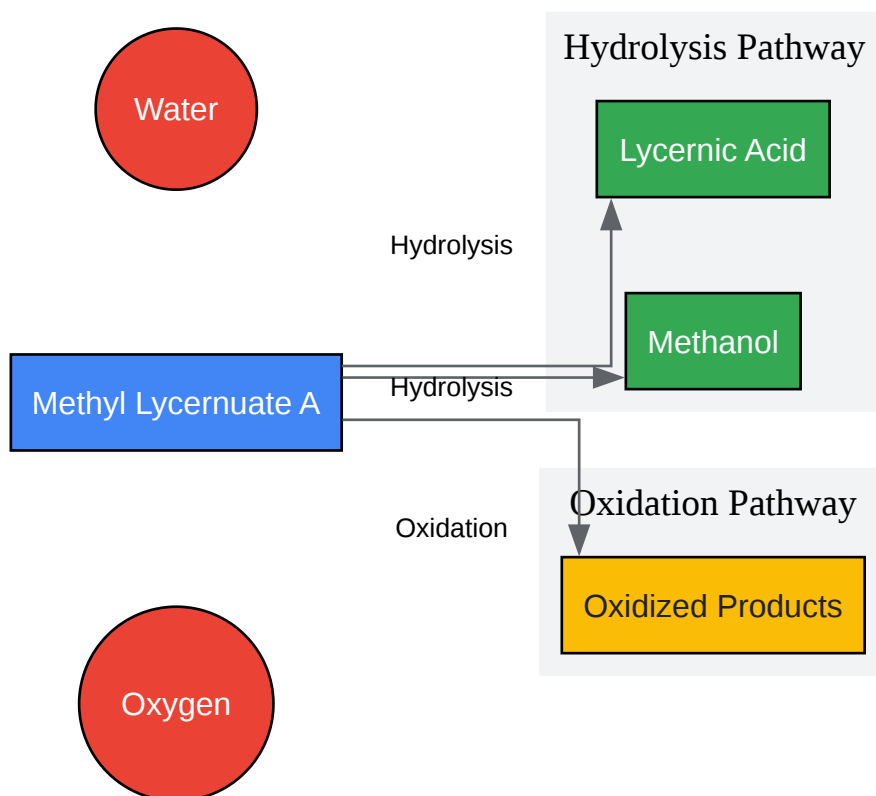 Hydrolysis Pathway
Water
Lycernic Acid
Hydrolysis
Methanol
Hydrolysis
Methyl Lycernuate A
Oxidation Pathway
Oxidation
Oxidized Products
Oxygen